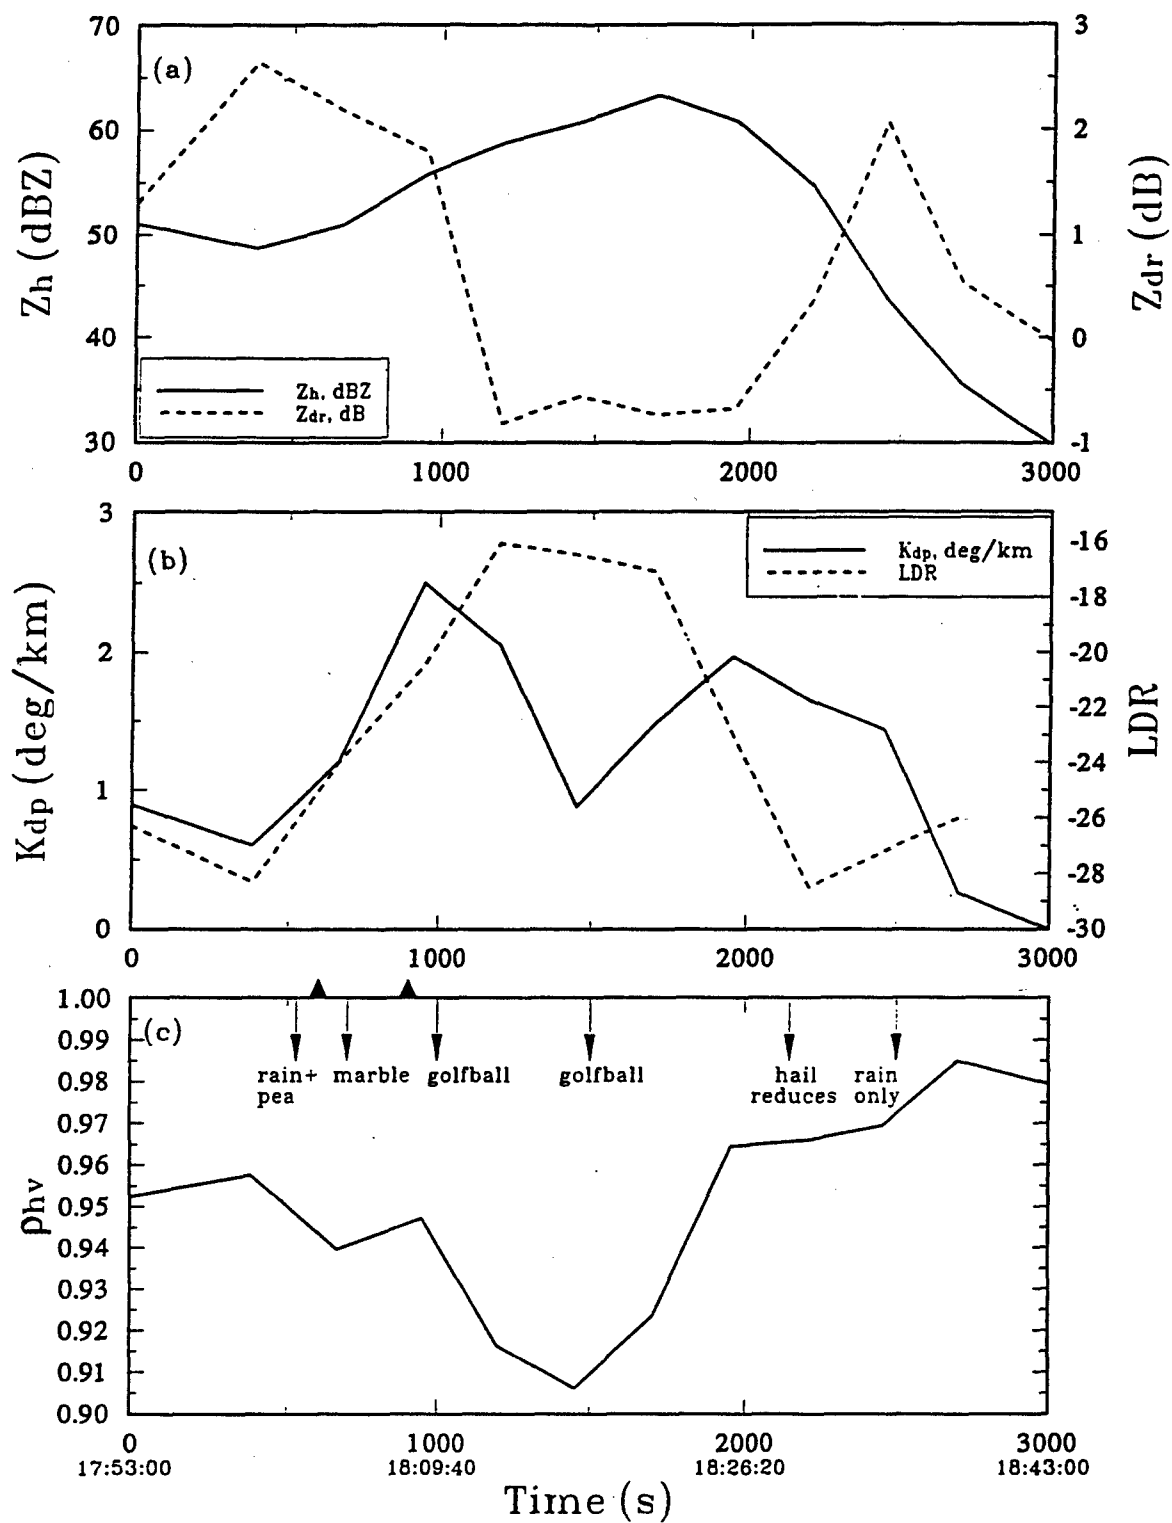 70
3
(a)
60
2
Zh (dBZ)
50
1
Zdr (dB)
40
0
Zh, dBZ
Zdr, dB
30
-1
0 1000 2000 3000
3
(b)
Kdp, deg/km
LDR
-16
-18
2
-20
Kdp (deg/km)
-22
LDR
-24
1
-26
-28
0
-30
0 1000 2000 3000
1.00
(c)
0.99
rain+ marble golfball golfball hail rain
pea reduces only
0.98
0.97
0.96
ρhv
0.95
0.94
0.93
0.92
0.91
0.90
0 1000 2000 3000
17:53:00 18:09:40 18:26:20 18:43:00
Time (s)